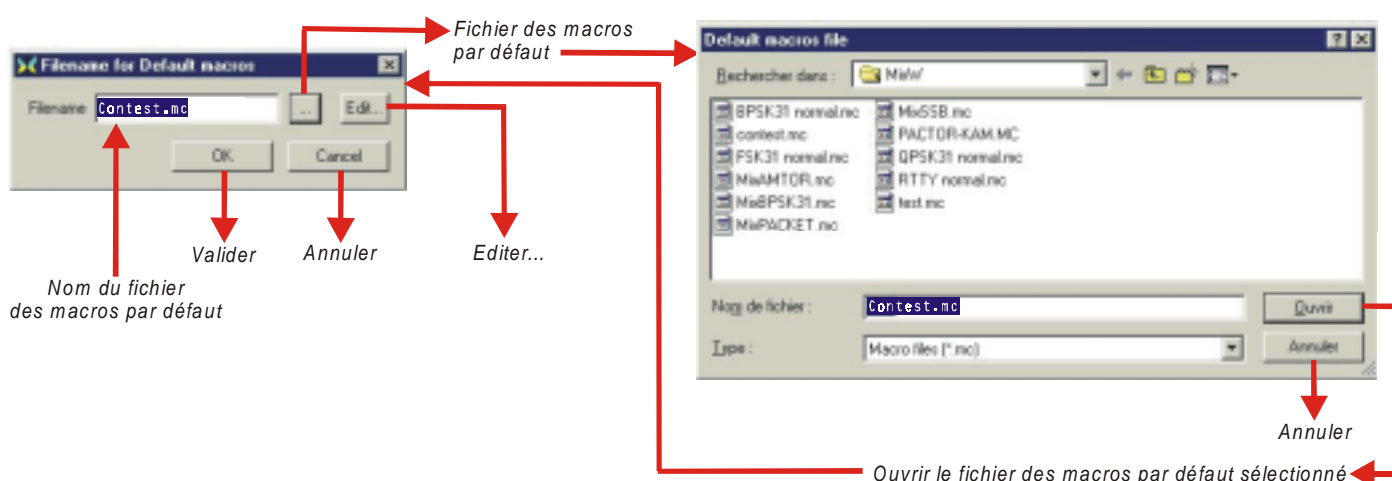 Fichier des macros
par défaut
Filename for Default macros
Filename
Contest.mc
...
Edit...
OK
Cancel
Valider
Annuler
Editer...
Nom du fichier
des macros par défaut
Default macros file
Rechercher dans :
MixW
BPSK31 normal.mc
contest.mc
FSK31 normal.mc
MixAMTOR.mc
MixBPSK31.mc
MixPACKET.mc
MixSSB.mc
PACTOR-KAM.MC
QPSK31 normal.mc
RTTY normal.mc
test.mc
Nom de fichier :
Contest.mc
Ouvrir
Type :
Macro files (*.mc)
Annuler
Annuler
Ouvrir le fichier des macros par défaut sélectionné